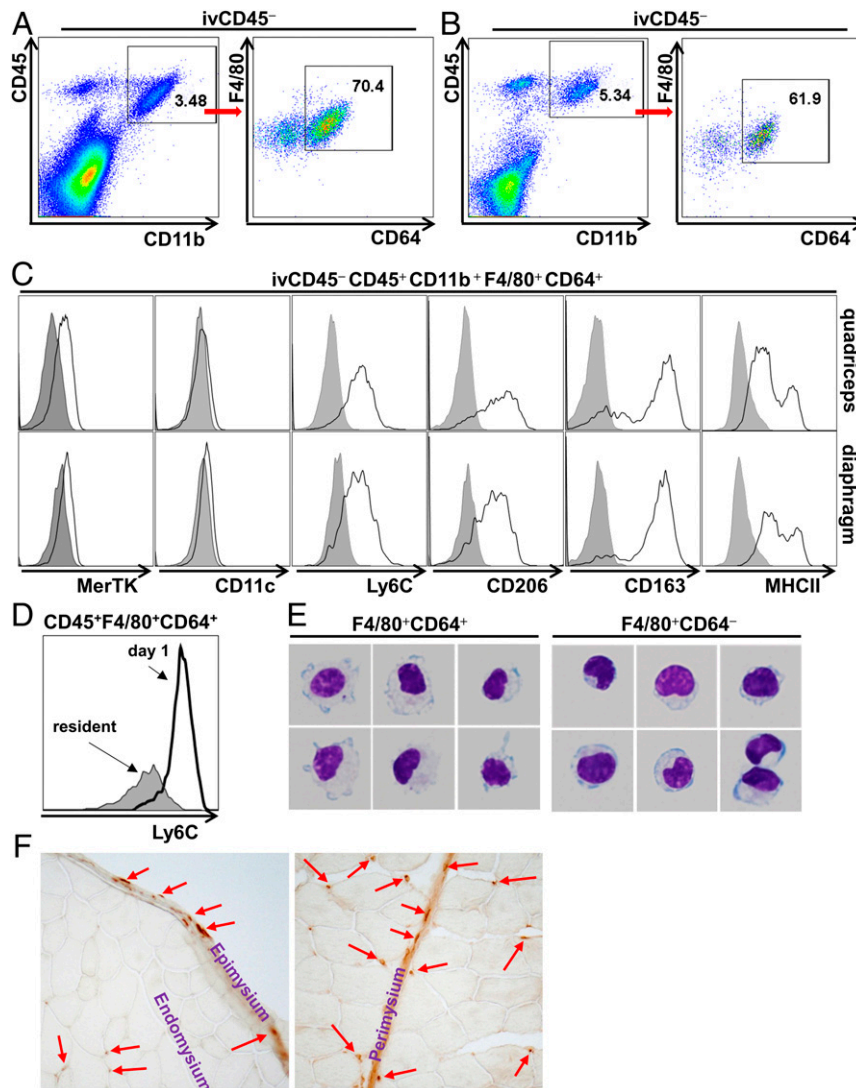 A
ivCD45⁻
CD45
3.48
CD11b
F4/80
70.4
CD64
B
ivCD45⁻
CD45
5.34
CD11b
F4/80
61.9
CD64
C
ivCD45⁻ CD45⁺ CD11b⁺ F4/80⁺ CD64⁺
quadriceps
diaphragm
MerTK
CD11c
Ly6C
CD206
CD163
MHCII
D
CD45⁺F4/80⁺CD64⁺
day 1
resident
Ly6C
E
F4/80⁺CD64⁺
F4/80⁺CD64⁻
F
Epimysium
Endomysium
Perimysium